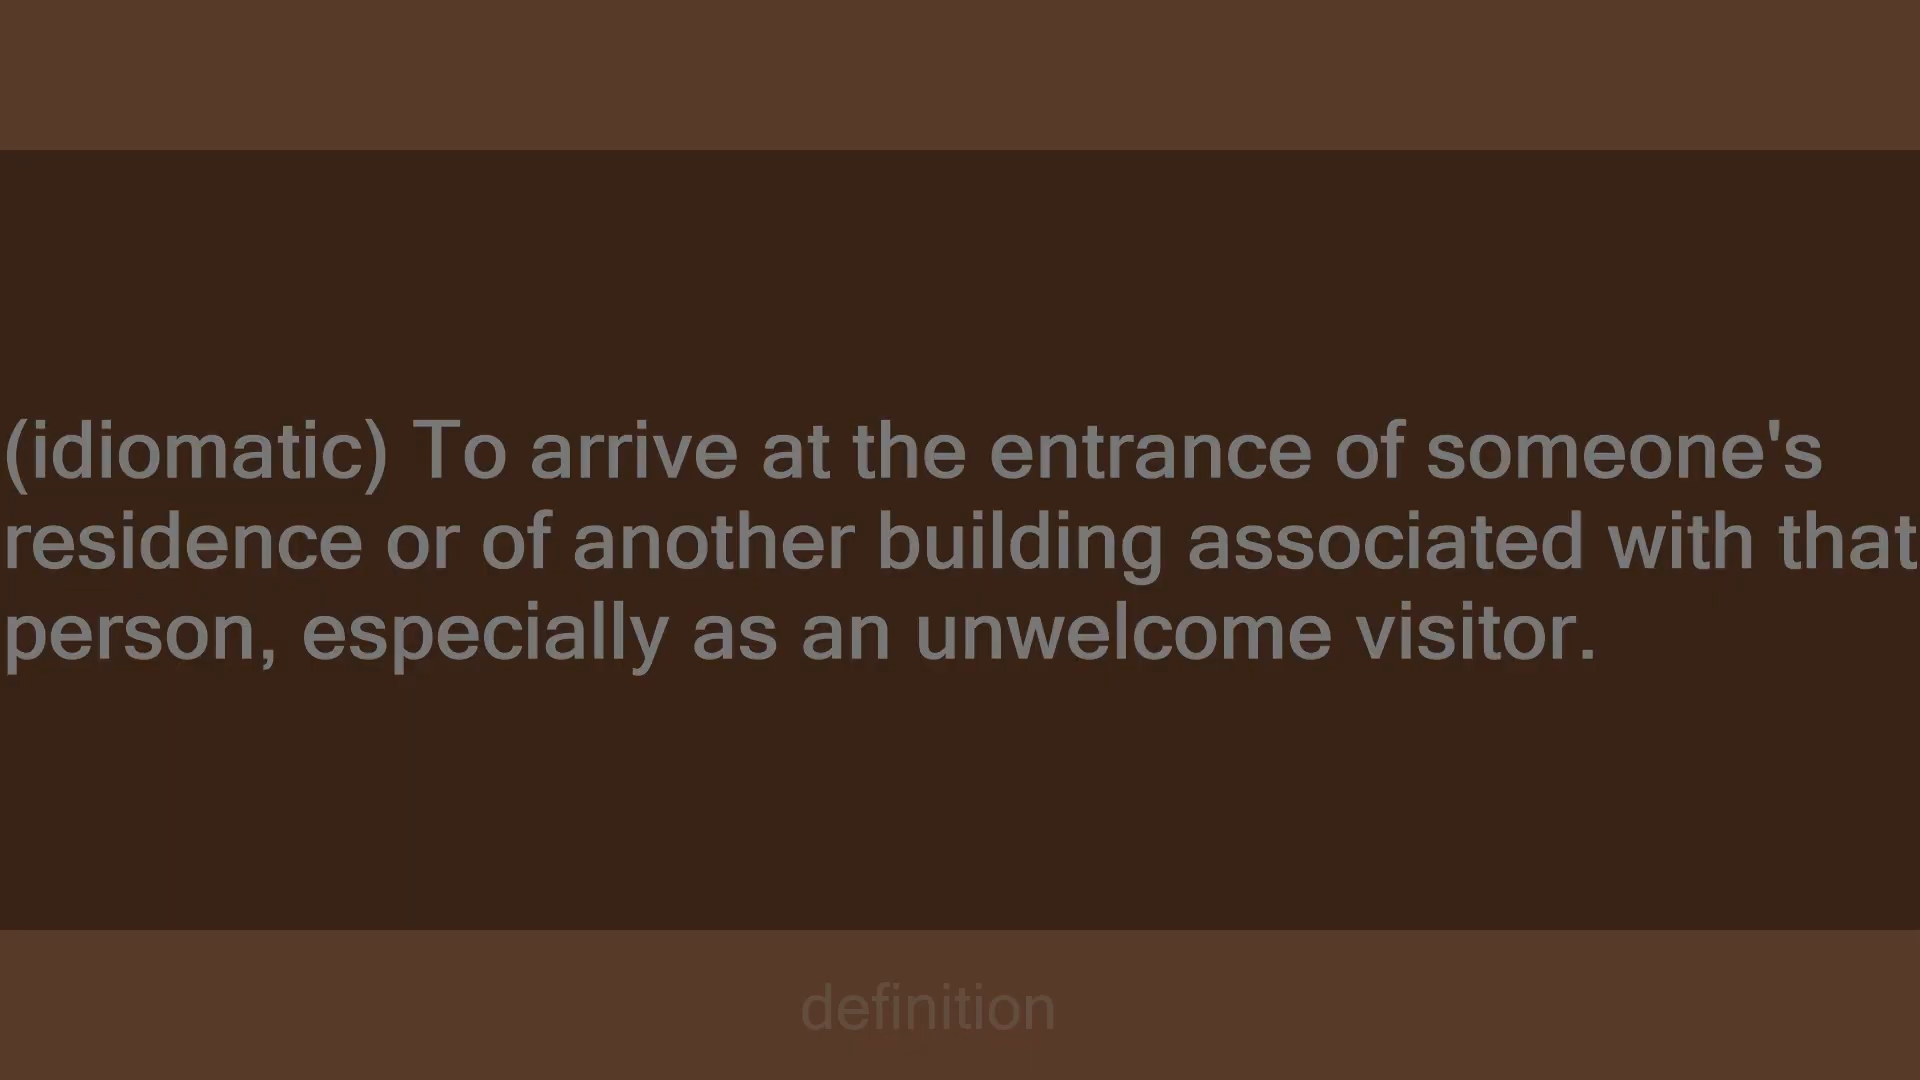 (idiomatic) To arrive at the entrance of someone's
residence or of another building associated with that
person, especially as an unwelcome visitor.
definition